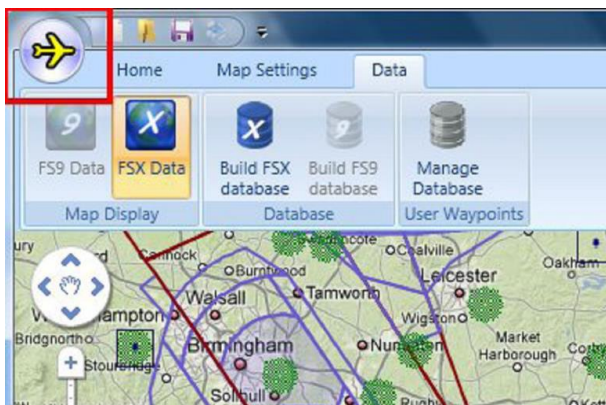 Home Map Settings Data
FS9 Data FSX Data Build FSX database Build FS9 database Manage Database
Map Display Database User Waypoints
Cannock
Coalville
Oakham
Burntwood
Leicester
Walsall
Tamworth
Wigston
Bridgnorth
Birmingham
Market
Harborough
Solihull